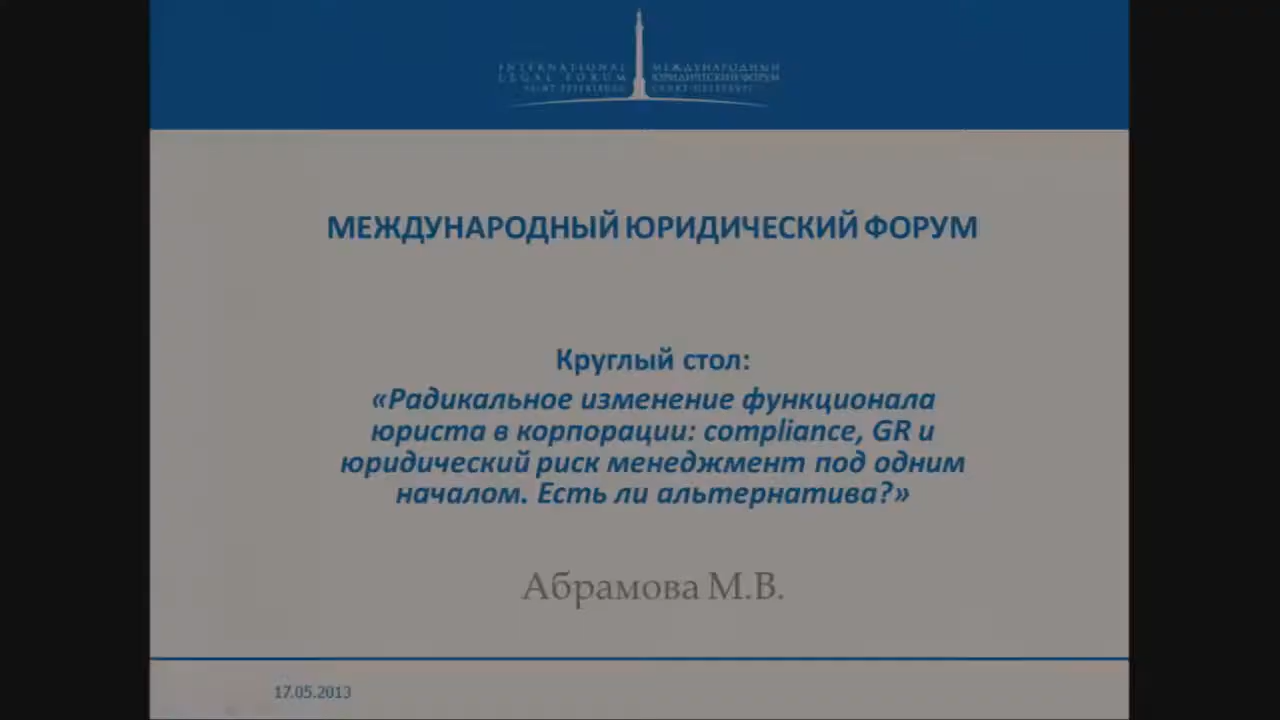 INTERNATIONAL
LEGAL FORUM
SAINT PETERSBURG
МЕЖДУНАРОДНЫЙ
ЮРИДИЧЕСКИЙ ФОРУМ
САНКТ-ПЕТЕРБУРГ
МЕЖДУНАРОДНЫЙ ЮРИДИЧЕСКИЙ ФОРУМ
Круглый стол:
«Радикальное изменение функционала
юриста в корпорации: compliance, GR и
юридический риск менеджмент под одним
началом. Есть ли альтернатива?»
Абрамова М.В.
17.05.2013